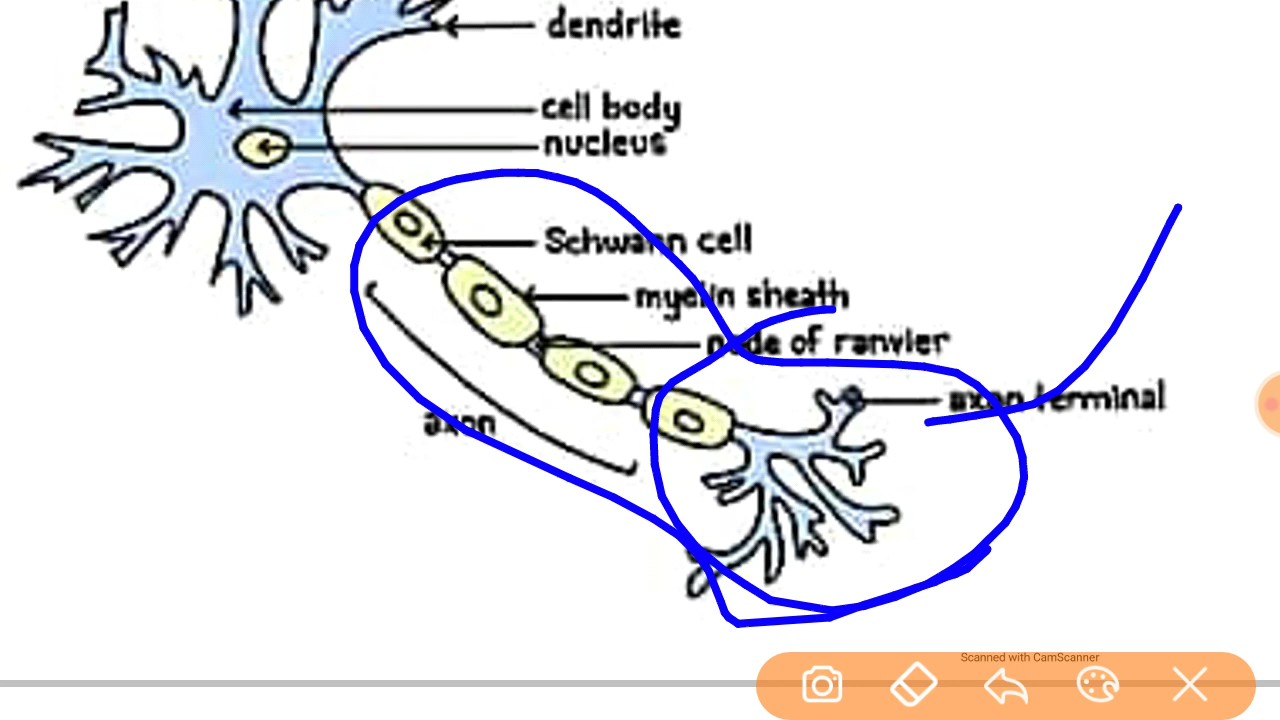 dendrite
cell body
nucleus
Schwann cell
myelin sheath
node of ranvier
axon terminal
axon
Scanned with CamScanner